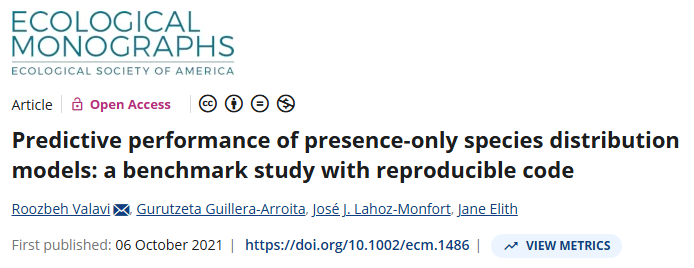 ECOLOGICAL
MONOGRAPHS
ECOLOGICAL SOCIETY OF AMERICA
Article | Open Access
Predictive performance of presence-only species distribution
models: a benchmark study with reproducible code
Roozbeh Valavi, Gurutzeta Guillera-Arroita, José J. Lahoz-Monfort, Jane Elith
First published: 06 October 2021 | https://doi.org/10.1002/ecm.1486 | VIEW METRICS